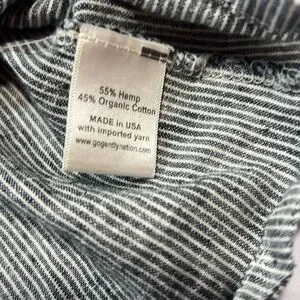 55% Hemp
45% Organic Cotton
MADE in USA
with imported yarn
www.gogentlynation.com